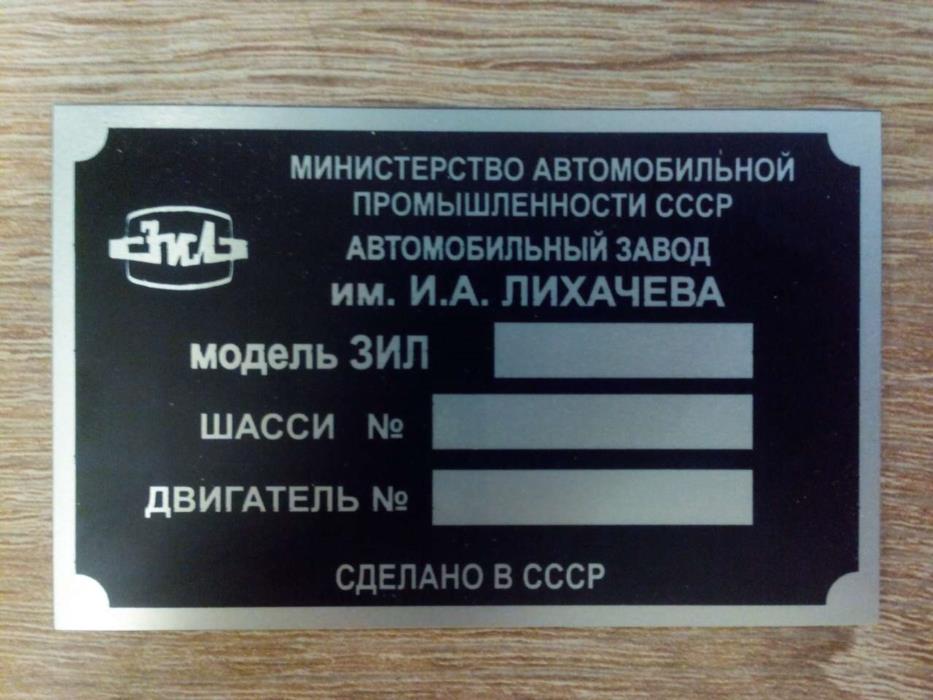 МИНИСТЕРСТВО АВТОМОБИЛЬНОЙ
ПРОМЫШЛЕННОСТИ СССР
ЗИЛ
АВТОМОБИЛЬНЫЙ ЗАВОД
им. И.А. ЛИХАЧЕВА
модель ЗИЛ
ШАССИ №
ДВИГАТЕЛЬ №
СДЕЛАНО В СССР